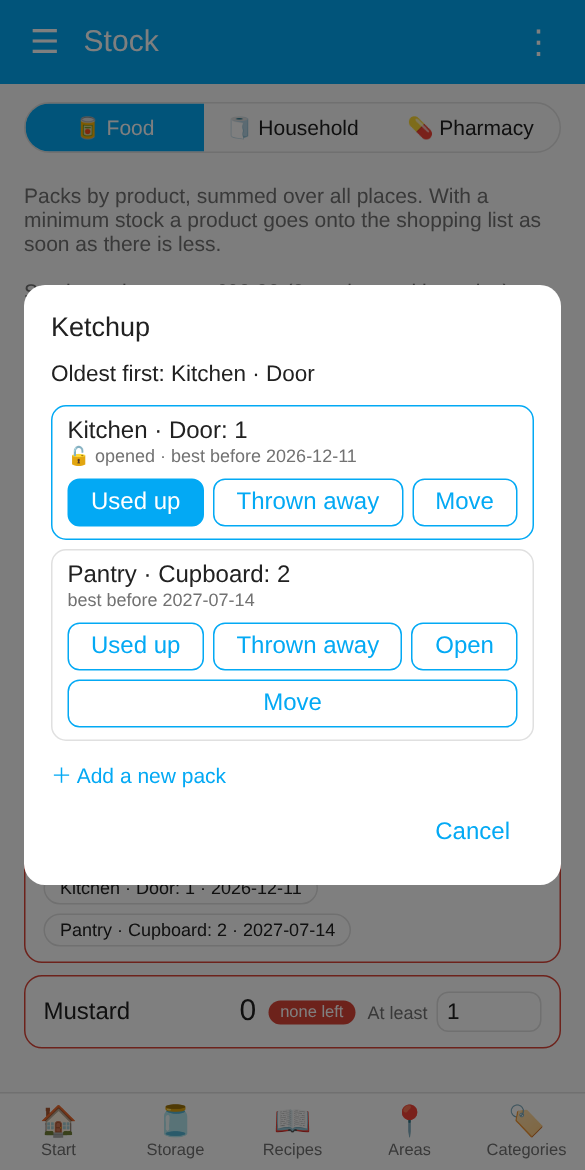 Stock
Food
Household
Pharmacy
Packs by product, summed over all places. With a
minimum stock a product goes onto the shopping list as
soon as there is less.
Ketchup
Oldest first: Kitchen · Door
Kitchen · Door: 1
opened · best before 2026-12-11
Used up
Thrown away
Move
Pantry · Cupboard: 2
best before 2027-07-14
Used up
Thrown away
Open
Move
+ Add a new pack
Cancel
Kitchen · Door: 1 · 2026-12-11
Pantry · Cupboard: 2 · 2027-07-14
Mustard 0 none left At least 1
Start
Storage
Recipes
Areas
Categories